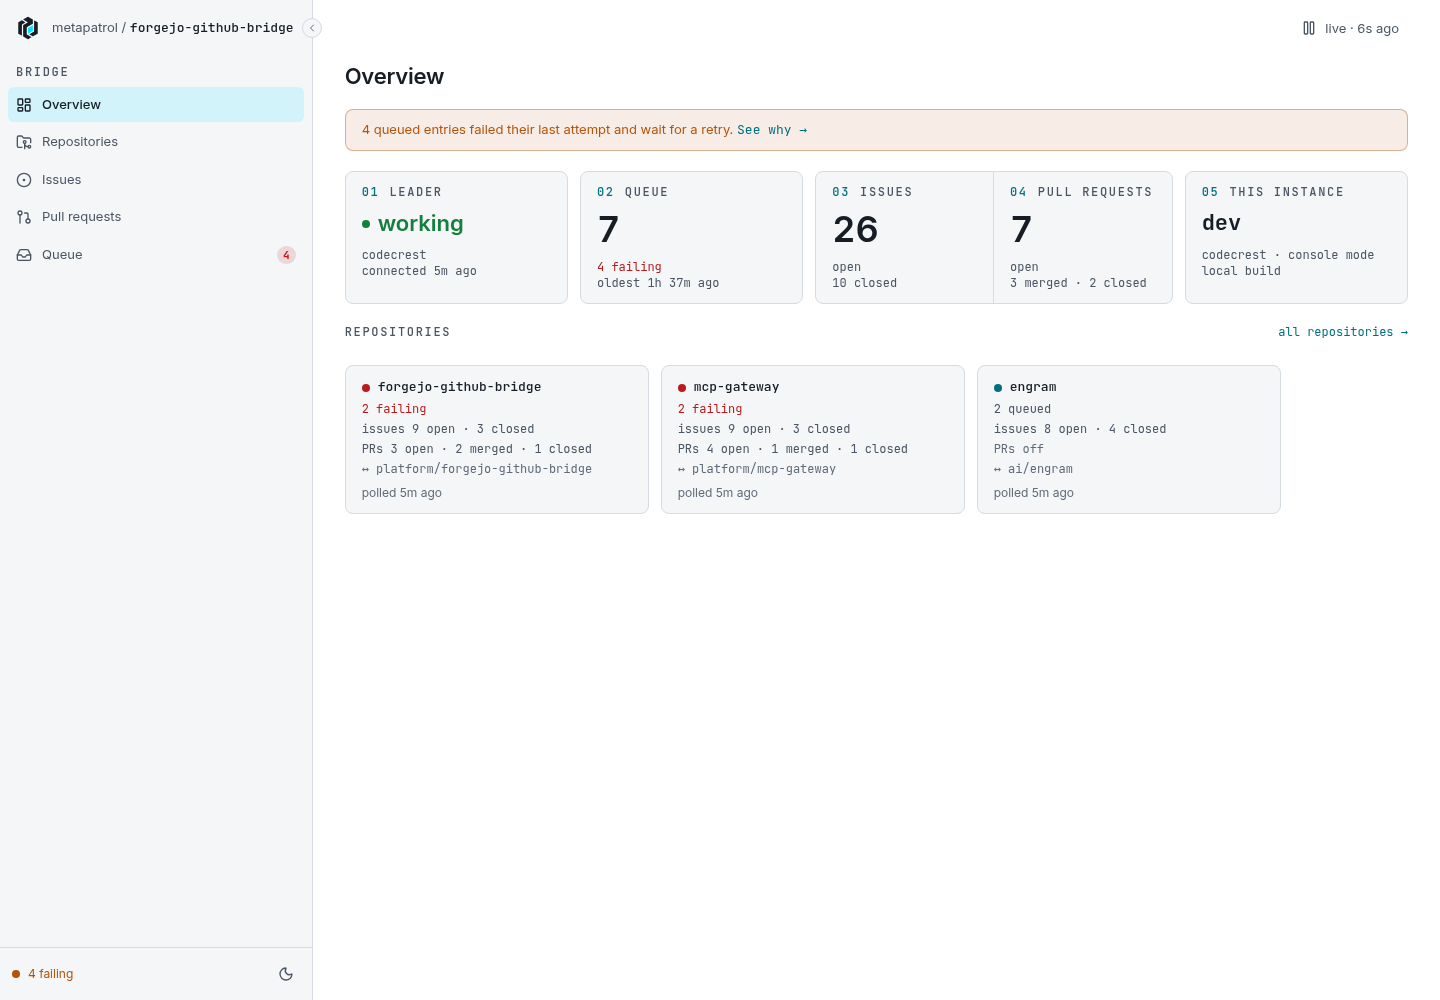 metapatrol / forgejo-github-bridge
live · 6s ago
BRIDGE
Overview
Repositories
Issues
Pull requests
Queue 4
Overview
4 queued entries failed their last attempt and wait for a retry. See why →
01 LEADER
working
codecrest
connected 5m ago
02 QUEUE
7
4 failing
oldest 1h 37m ago
03 ISSUES
26
open
10 closed
04 PULL REQUESTS
7
open
3 merged · 2 closed
05 THIS INSTANCE
dev
codecrest · console mode
local build
REPOSITORIES
all repositories →
forgejo-github-bridge
2 failing
issues 9 open · 3 closed
PRs 3 open · 2 merged · 1 closed
↔ platform/forgejo-github-bridge
polled 5m ago
mcp-gateway
2 failing
issues 9 open · 3 closed
PRs 4 open · 1 merged · 1 closed
↔ platform/mcp-gateway
polled 5m ago
engram
2 queued
issues 8 open · 4 closed
PRs off
↔ ai/engram
polled 5m ago
4 failing